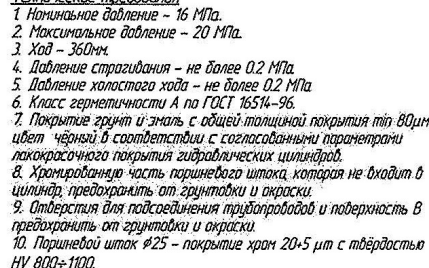 Технические требования
1. Номинальное давление ~ 16 МПа.
2. Максимальное давление ~ 20 МПа.
3. Ход ~ 360мм.
4. Давление страгивания – не более 0.2 МПа
5. Давление холостого хода – не более 0.2 МПа
6. Класс герметичности А по ГОСТ 16514–96.
7. Покрытие грунт и эмаль с общей толщиной покрытия min 80μм
цвет чёрный в соответствии с согласованными параметрами
лакокрасочного покрытия гидравлических цилиндров.
8. Хромированную часть поршневого штока, которая не входит в
цилиндр, предохранить от грунтовки и окраски.
9. Отверстия для подсоединения трубопроводов и поверхность В
предохранить от грунтовки и окраски.
10. Поршневой шток ⌀25 – покрытие хром 20+5 μm с твёрдостью
HV 800÷1100.